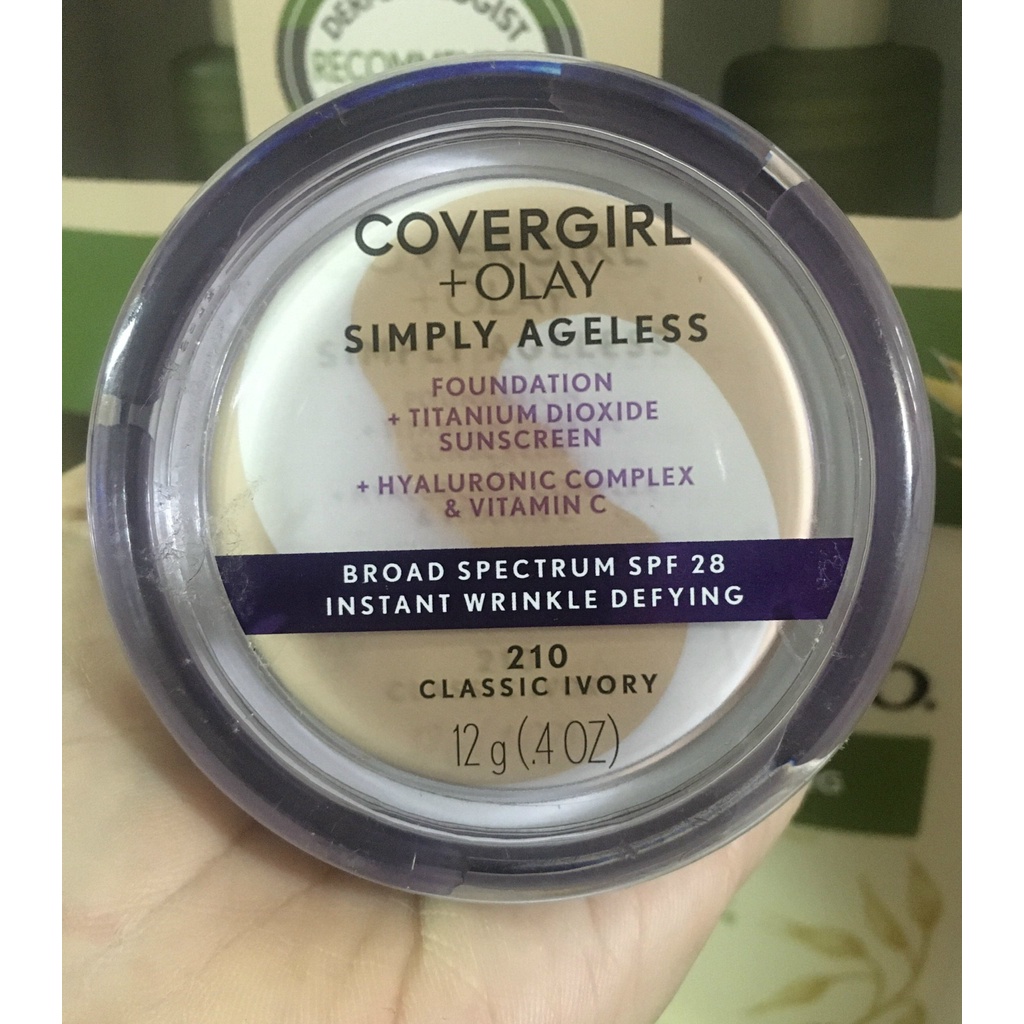 RECOMME
COVERGIRL
+OLAY
SIMPLY AGELESS
FOUNDATION
+ TITANIUM DIOXIDE
SUNSCREEN
+ HYALURONIC COMPLEX
& VITAMIN C
BROAD SPECTRUM SPF 28
INSTANT WRINKLE DEFYING
210
CLASSIC IVORY
12 g (.4 OZ)
O.
G